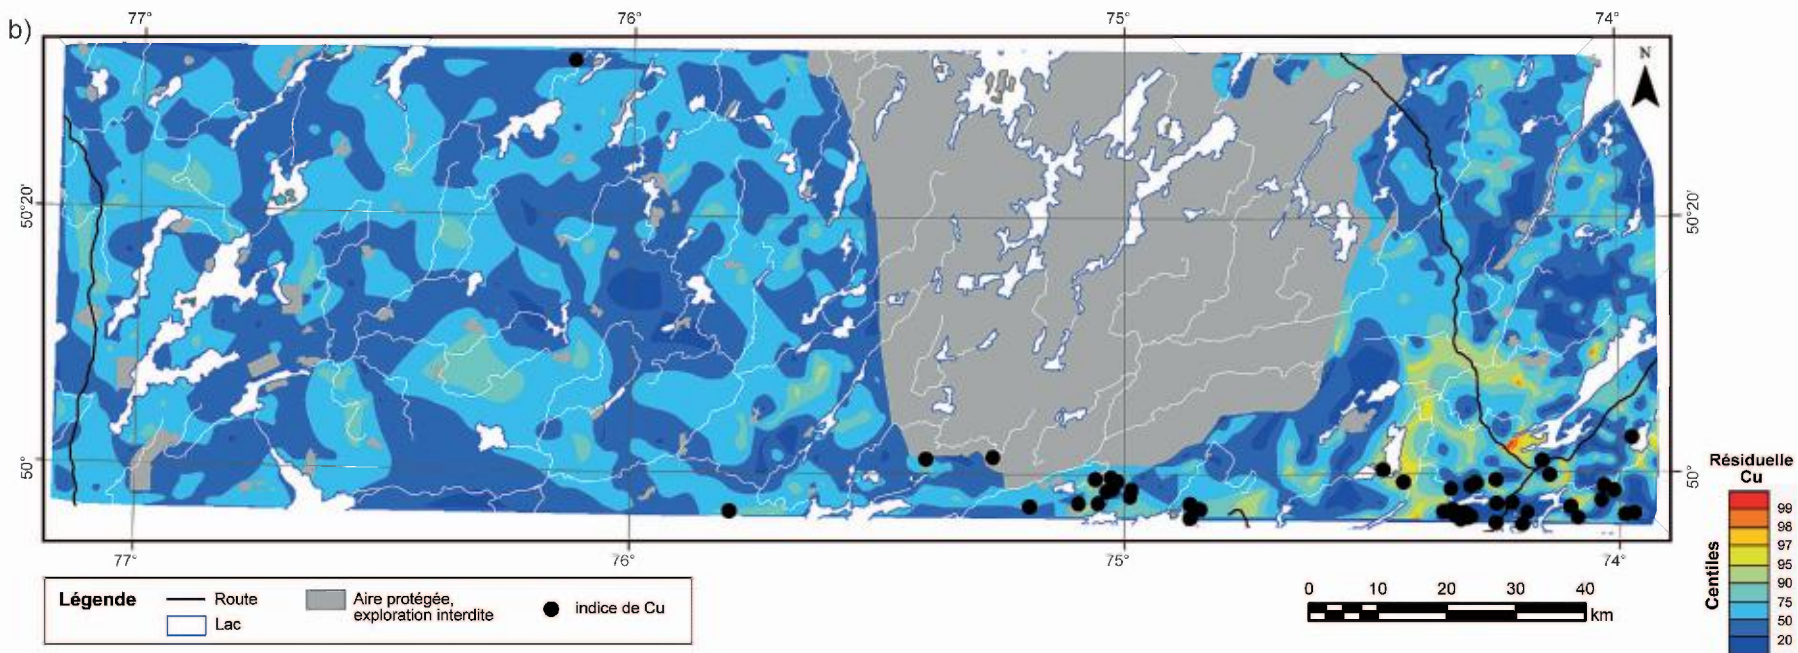 b)
77° 76° 75° 74°
N
50°20' 50°20'
50° 50°
77° 76° 75° 74°
Légende
Route
Lac
Aire protégée,
exploration interdite
indice de Cu
0 10 20 30 40
km
Résiduelle
Cu
Centiles
99
98
97
95
90
75
50
20